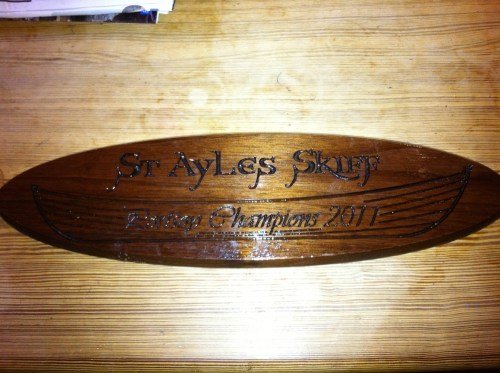 St Ayles Skiff
Champions 2011